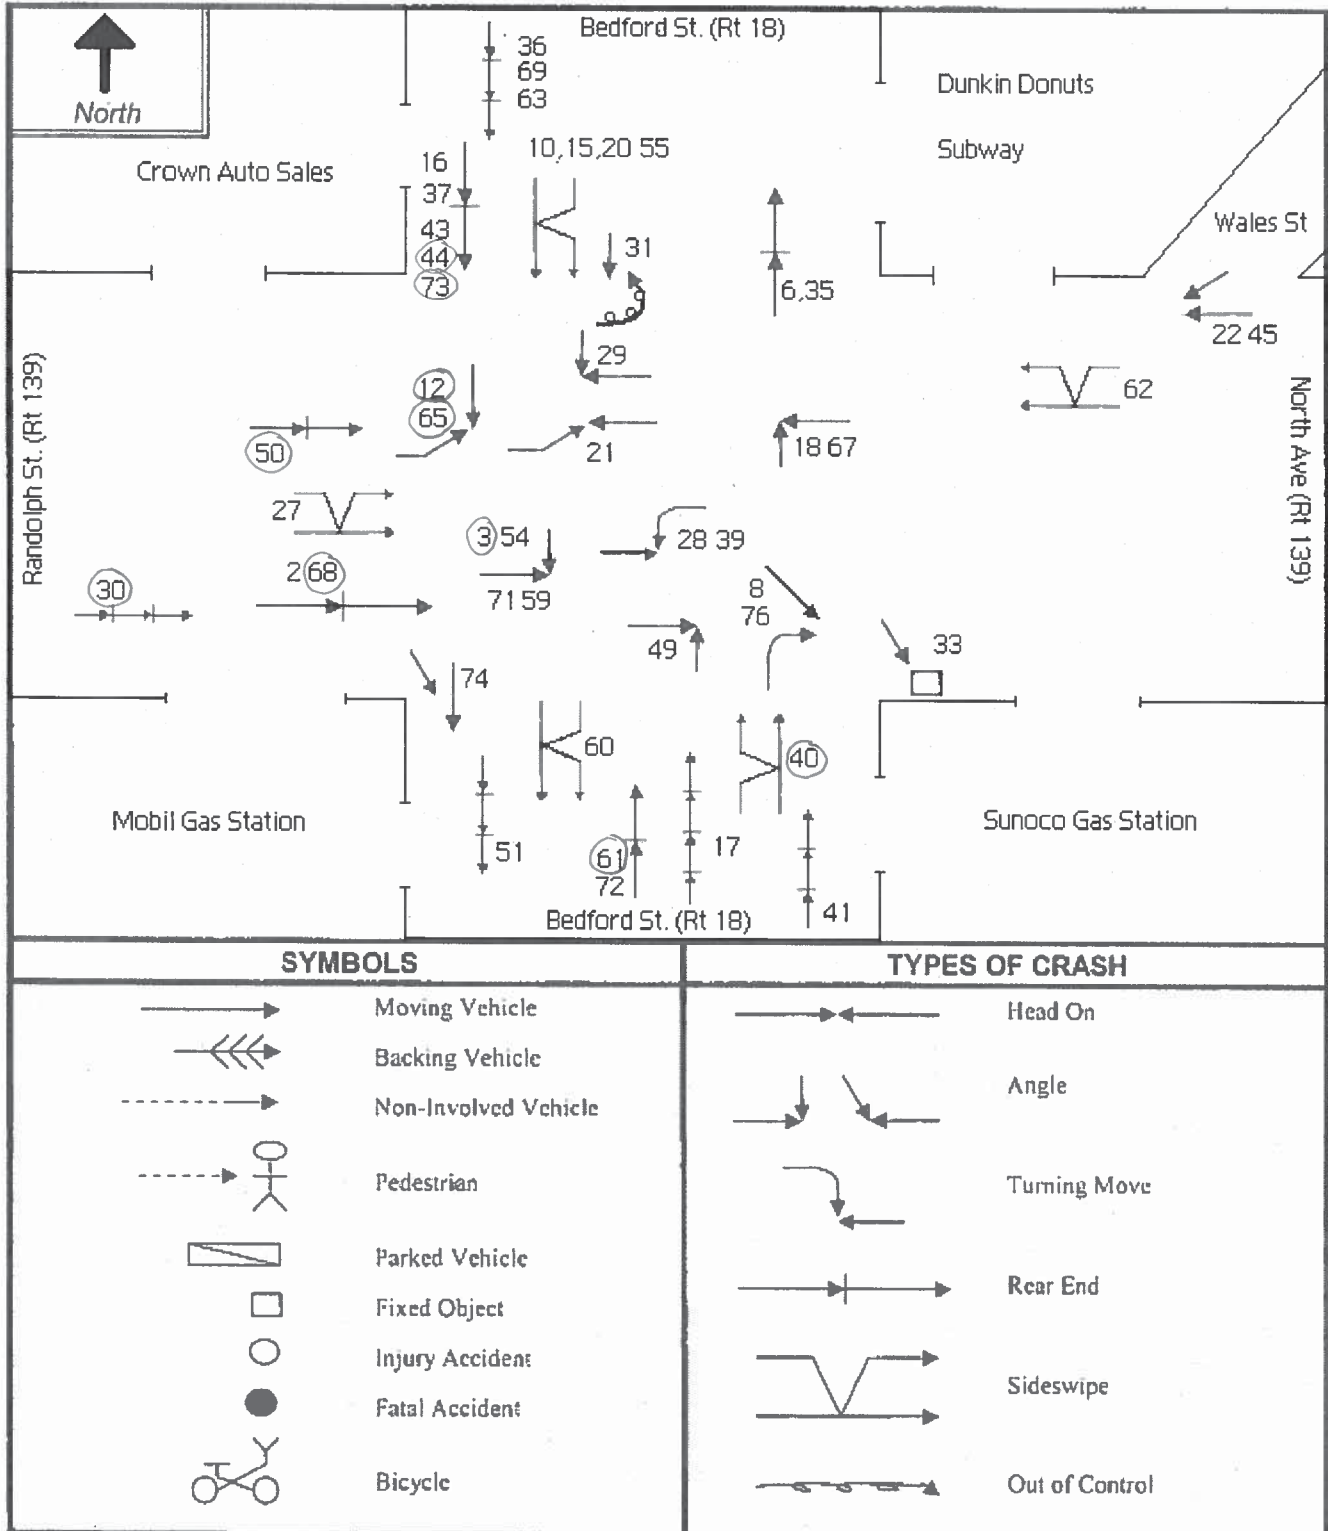 Bedford St. (Rt 18)
North
36
69
63
Dunkin Donuts
Subway
Crown Auto Sales
16
37
43
44
73
10,15,20 55
Wales St
31
6,35
22 45
29
62
12
65
21
18 67
50
Randolph St. (Rt 139)
North Ave (Rt 139)
27
3 54
28 39
30
2 68
71 59
8
76
49
33
74
60
40
Mobil Gas Station
Sunoco Gas Station
51
61
72
17
41
Bedford St. (Rt 18)
SYMBOLS
Moving Vehicle
Backing Vehicle
Non-Involved Vehicle
Pedestrian
Parked Vehicle
Fixed Object
Injury Accident
Fatal Accident
Bicycle
TYPES OF CRASH
Head On
Angle
Turning Move
Rear End
Sideswipe
Out of Control